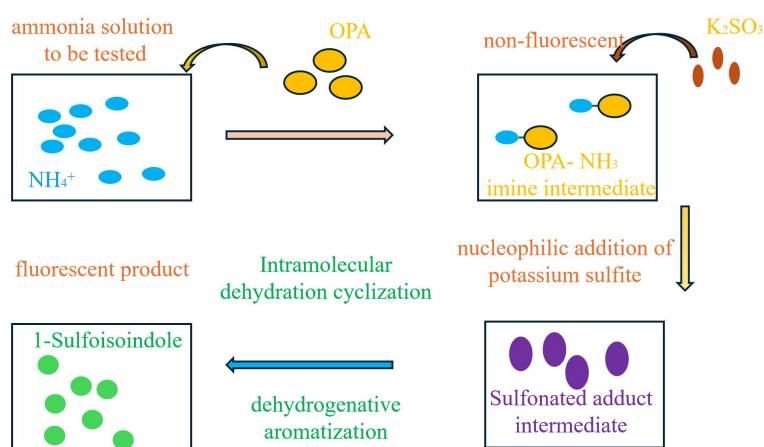 ammonia solution
to be tested
OPA
non-fluorescent
K₂SO₃
NH₄⁺
OPA- NH₃
imine intermediate
nucleophilic addition of
potassium sulfite
fluorescent product
Intramolecular
dehydration cyclization
1-Sulfoisoindole
Sulfonated adduct
intermediate
dehydrogenative
aromatization